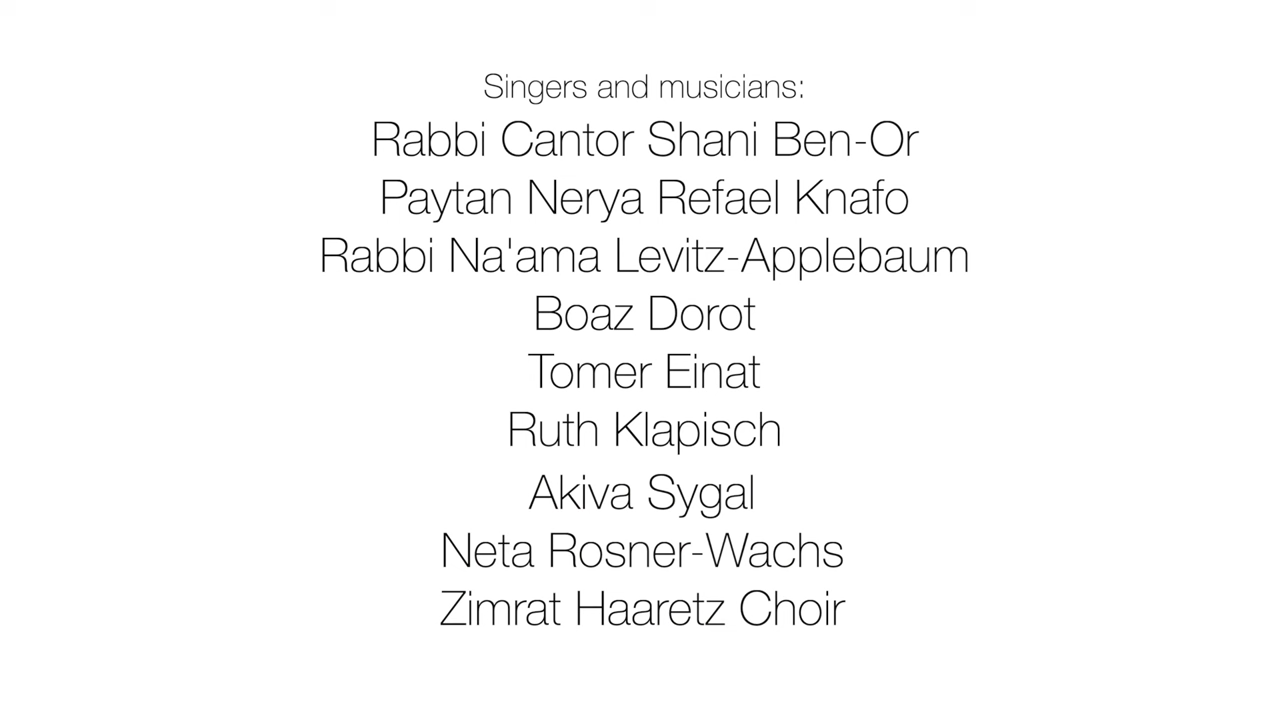 Singers and musicians:
Rabbi Cantor Shani Ben-Or
Paytan Nerya Refael Knafo
Rabbi Na'ama Levitz-Applebaum
Boaz Dorot
Tomer Einat
Ruth Klapisch
Akiva Sygal
Neta Rosner-Wachs
Zimrat Haaretz Choir